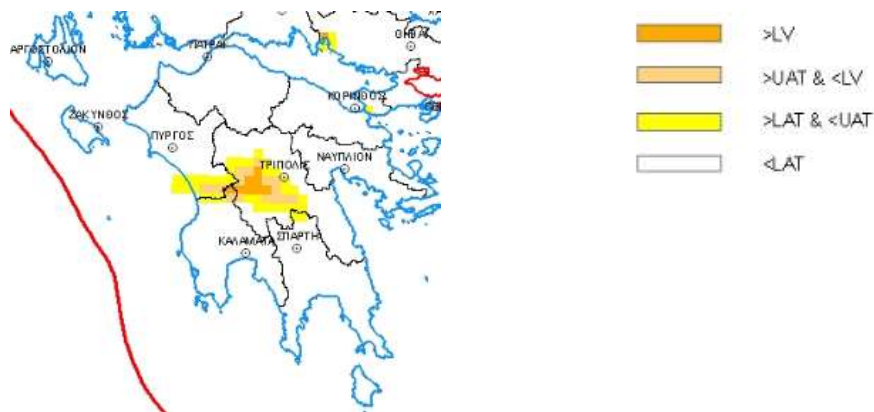 ΠΑΤΡΑΙ
ΘΗΒΑΙ
ΑΡΓΟΣΤΟΛΙΟΝ
ΚΟΡΙΝΘΟΣ
ΖΑΚΥΝΘΟΣ
ΠΥΡΓΟΣ
ΝΑΥΠΛΙΟΝ
ΤΡΙΠΟΛΙΣ
ΚΑΛΑΜΑΤΑ
ΣΠΑΡΤΗ
>LV
>UAT & <LV
>LAT & <UAT
<LAT